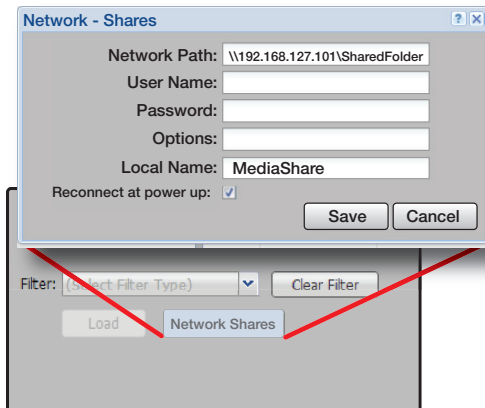 Network - Shares
Network Path: \\192.168.127.101\SharedFolder
User Name:
Password:
Options:
Local Name: MediaShare
Reconnect at power up:
Save Cancel
Filter: (Select Filter Type) Clear Filter
Load Network Shares